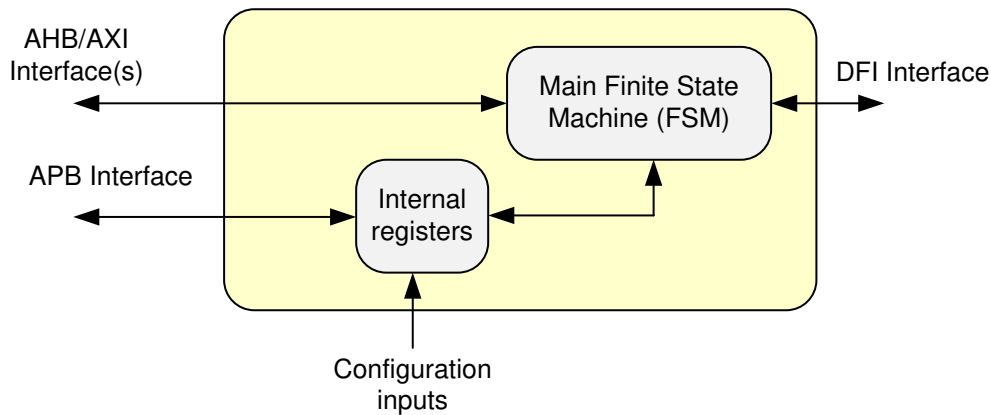 AHB/AXI
Interface(s)
Main Finite State
Machine (FSM)
DFI Interface
APB Interface
Internal
registers
Configuration
inputs